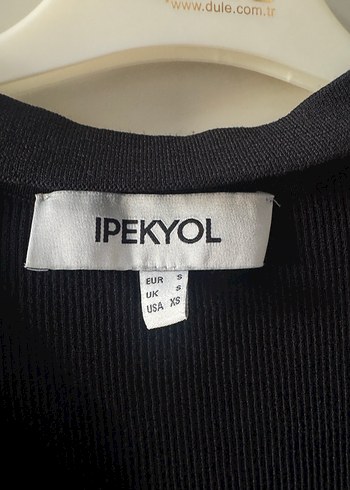 www.dule.com.tr
IPEKYOL
EUR S
UK S
USA XS